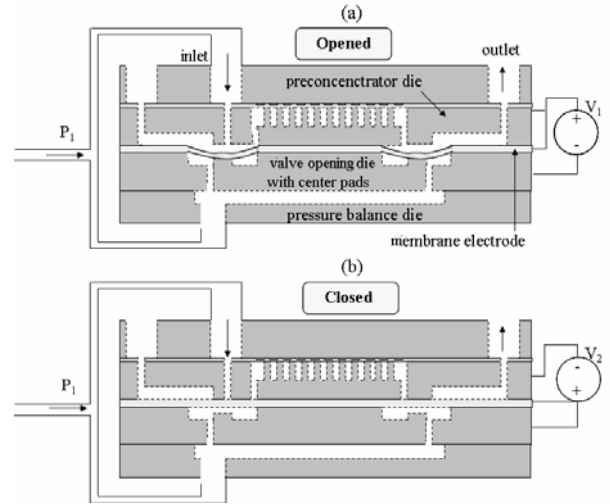 (a)
Opened
inlet
outlet
preconcenctrator die
P1
V1
+
-
valve opening die
with center pads
pressure balance die
membrane electrode
(b)
Closed
P1
V2
-
+